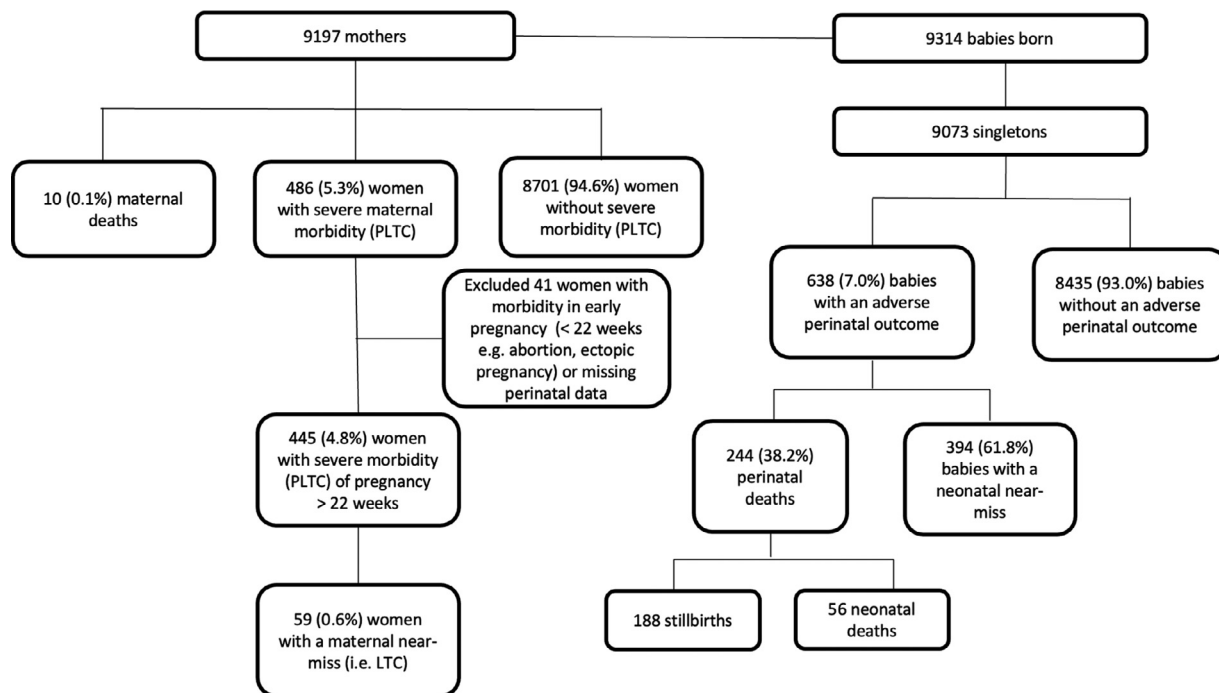 9197 mothers
9314 babies born
9073 singletons
10 (0.1%) maternal
deaths
486 (5.3%) women
with severe maternal
morbidity (PLTC)
8701 (94.6%) women
without severe
morbidity (PLTC)
638 (7.0%) babies
with an adverse
perinatal outcome
8435 (93.0%) babies
without an adverse
perinatal outcome
Excluded 41 women with
morbidity in early
pregnancy (< 22 weeks
e.g. abortion, ectopic
pregnancy) or missing
perinatal data
445 (4.8%) women
with severe morbidity
(PLTC) of pregnancy
> 22 weeks
244 (38.2%)
perinatal
deaths
394 (61.8%)
babies with a
neonatal near-
miss
188 stillbirths
56 neonatal
deaths
59 (0.6%) women
with a maternal near-
miss (i.e. LTC)